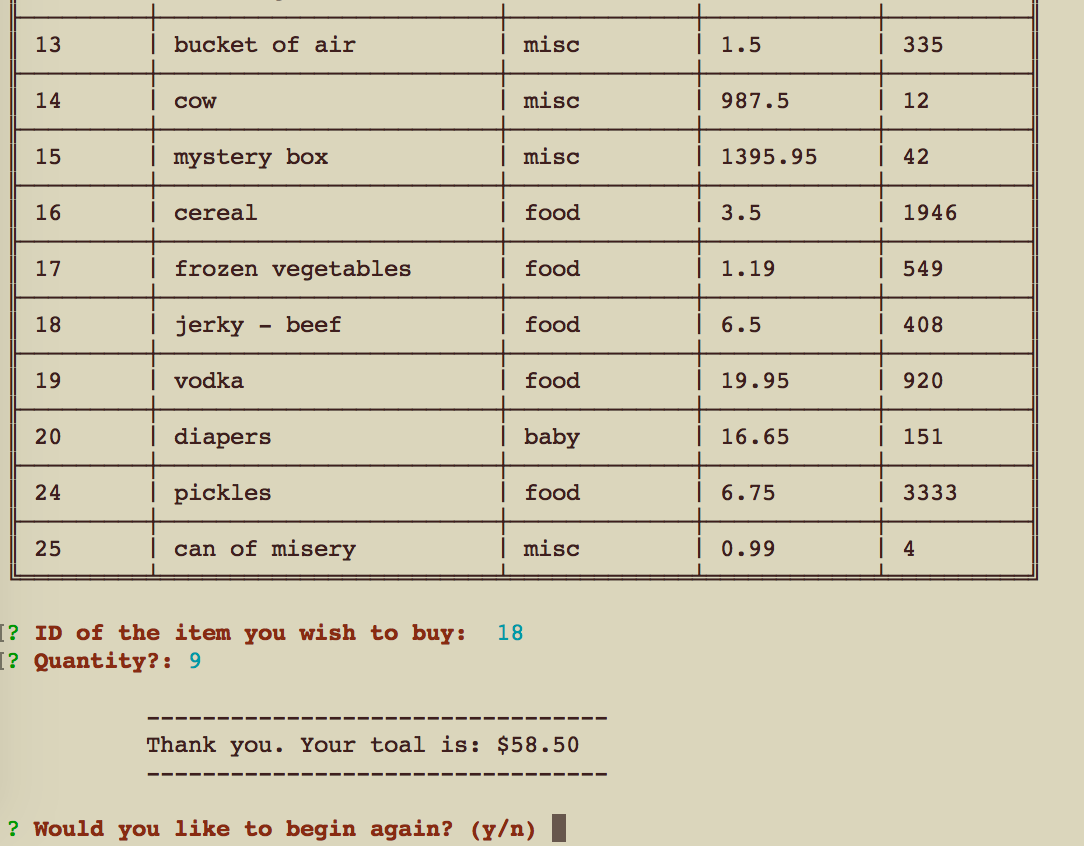 13 bucket of air misc 1.5 335
14 cow misc 987.5 12
15 mystery box misc 1395.95 42
16 cereal food 3.5 1946
17 frozen vegetables food 1.19 549
18 jerky - beef food 6.5 408
19 vodka food 19.95 920
20 diapers baby 16.65 151
24 pickles food 6.75 3333
25 can of misery misc 0.99 4
[? ID of the item you wish to buy: 18
[? Quantity?: 9
---------------------------------
Thank you. Your toal is: $58.50
---------------------------------
? Would you like to begin again? (y/n)